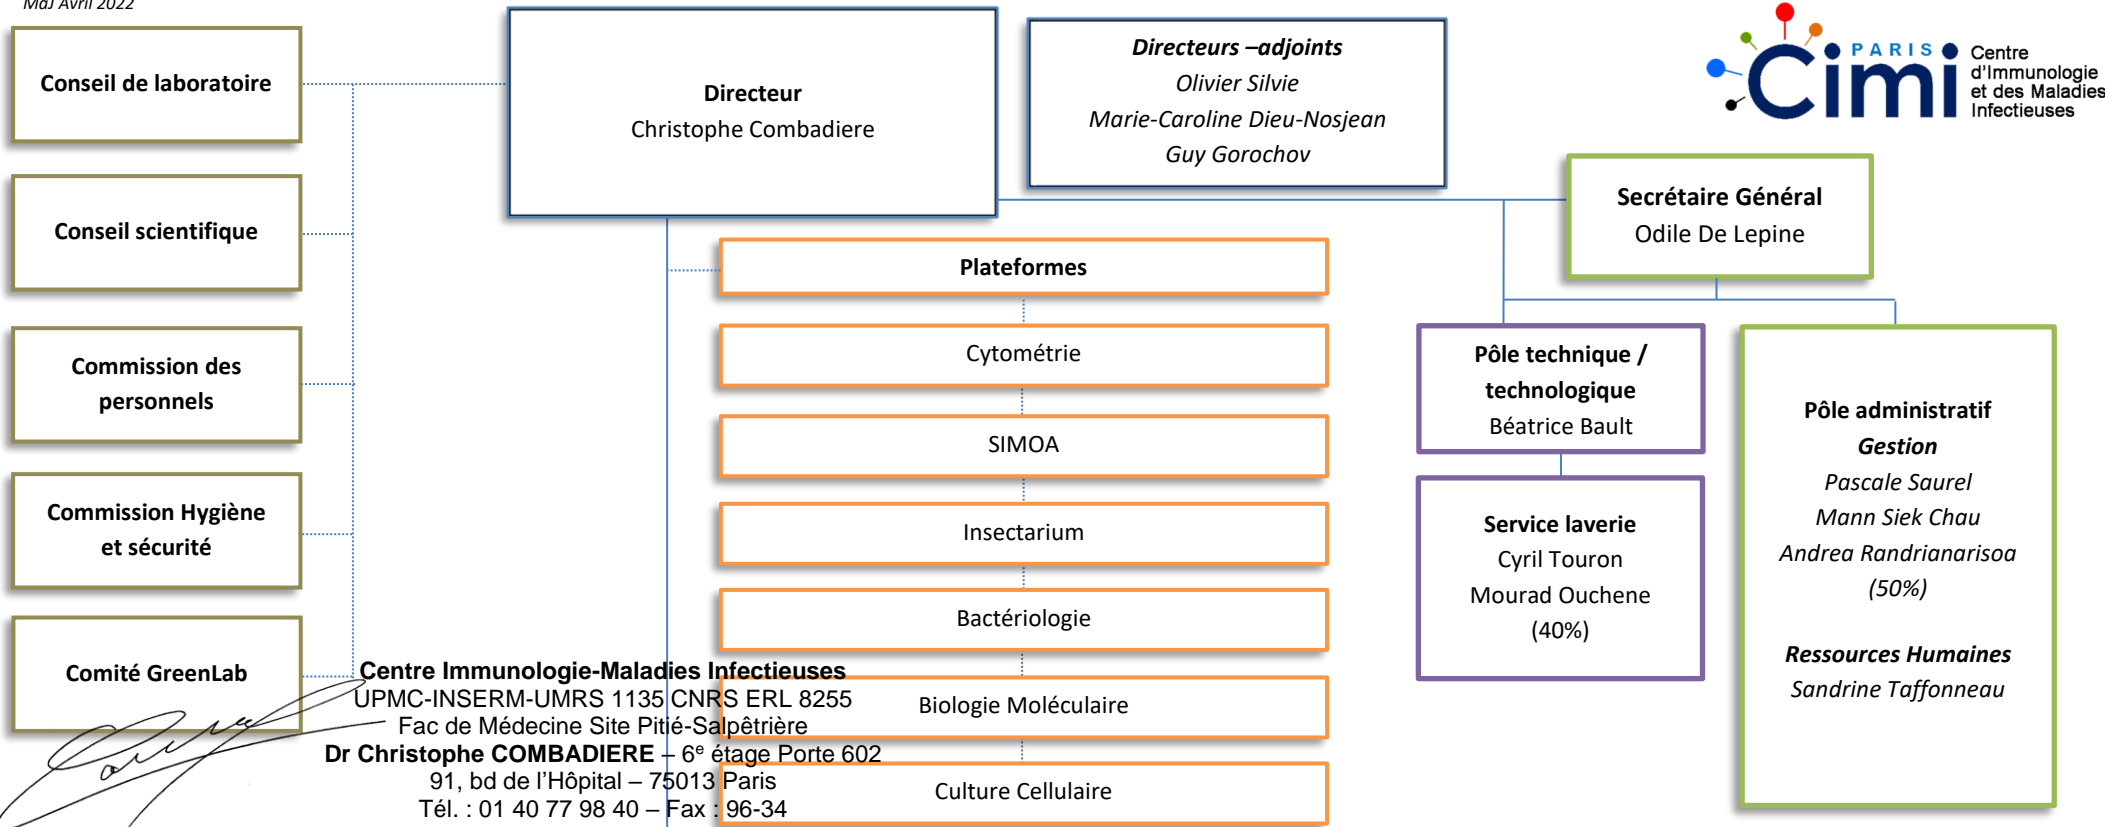 MaJ Avril 2022
Conseil de laboratoire
Conseil scientifique
Commission des
personnels
Commission Hygiène
et sécurité
Comité GreenLab
Directeur
Christophe Combadiere
Directeurs –adjoints
Olivier Silvie
Marie-Caroline Dieu-Nosjean
Guy Gorochov
PARIS
Cimi
Centre
d'Immunologie
et des Maladies
Infectieuses
Secrétaire Général
Odile De Lepine
Plateformes
Cytométrie
SIMOA
Insectarium
Bactériologie
Biologie Moléculaire
Culture Cellulaire
Pôle technique /
technologique
Béatrice Bault
Service laverie
Cyril Touron
Mourad Ouchene
(40%)
Pôle administratif
Gestion
Pascale Saurel
Mann Siek Chau
Andrea Randrianarisoa
(50%)
Ressources Humaines
Sandrine Taffonneau
Centre Immunologie-Maladies Infectieuses
UPMC-INSERM-UMRS 1135 CNRS ERL 8255
Fac de Médecine Site Pitié-Salpêtrière
Dr Christophe COMBADIERE – 6e étage Porte 602
91, bd de l'Hôpital – 75013 Paris
Tél. : 01 40 77 98 40 – Fax : 96-34